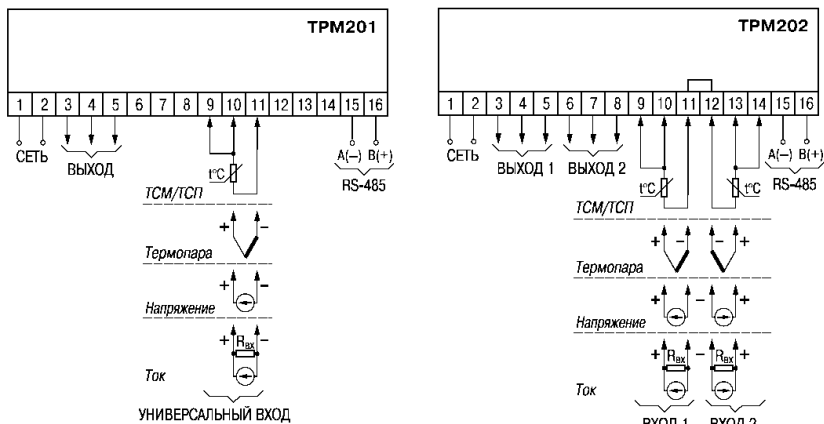 ТРМ201
1 2 3 4 5 6 7 8 9 10 11 12 13 14 15 16
СЕТЬ
ВЫХОД
A(−) B(+)
RS-485
t°C
ТСМ/ТСП
+ −
Термопара
+ −
Напряжение
+ −
Rвх
Ток
УНИВЕРСАЛЬНЫЙ ВХОД
ТРМ202
1 2 3 4 5 6 7 8 9 10 11 12 13 14 15 16
СЕТЬ
ВЫХОД 1 ВЫХОД 2
A(−) B(+)
RS-485
t°C t°C
ТСМ/ТСП
+ − − +
Термопара
+ − +
Напряжение
+ Rвх − Rвх +
Ток
ВХОД 1 ВХОД 2